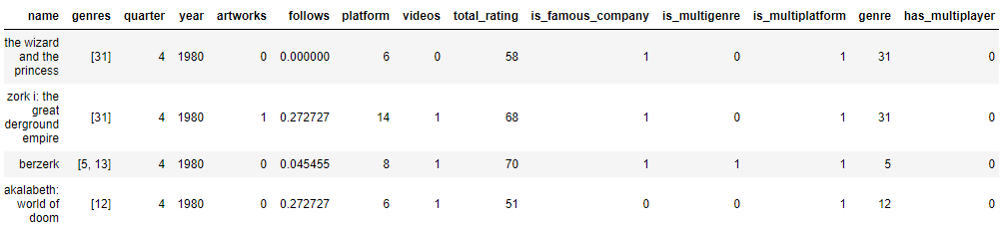 name genres quarter year artworks follows platform videos total_rating is_famous_company is_multigenre is_multiplatform genre has_multiplayer
the wizard
and the
princess [31] 4 1980 0 0.000000 6 0 58 1 0 1 31 0
zork i: the
great
derground
empire [31] 4 1980 1 0.272727 14 1 68 1 0 1 31 0
berzerk [5, 13] 4 1980 0 0.045455 8 1 70 1 1 1 5 0
akalabeth:
world of
doom [12] 4 1980 0 0.272727 6 1 51 0 0 1 12 0